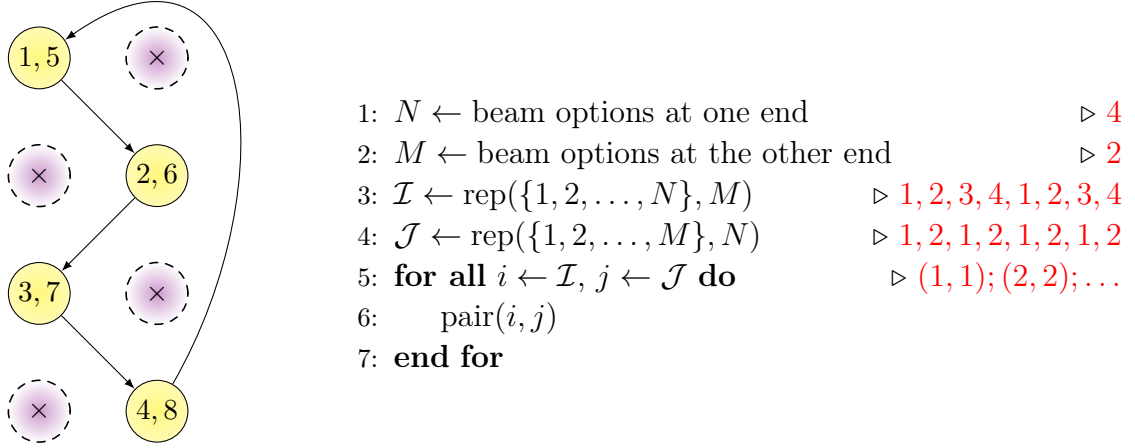 1, 5 ×
× 2, 6
3, 7 ×
× 4, 8
1: N ← beam options at one end ▷ 4
2: M ← beam options at the other end ▷ 2
3: ℐ ← rep({1, 2, . . . , N}, M) ▷ 1, 2, 3, 4, 1, 2, 3, 4
4: 𝒥 ← rep({1, 2, . . . , M}, N) ▷ 1, 2, 1, 2, 1, 2, 1, 2
5: for all i ← ℐ, j ← 𝒥 do ▷ (1, 1); (2, 2); . . .
6: pair(i, j)
7: end for